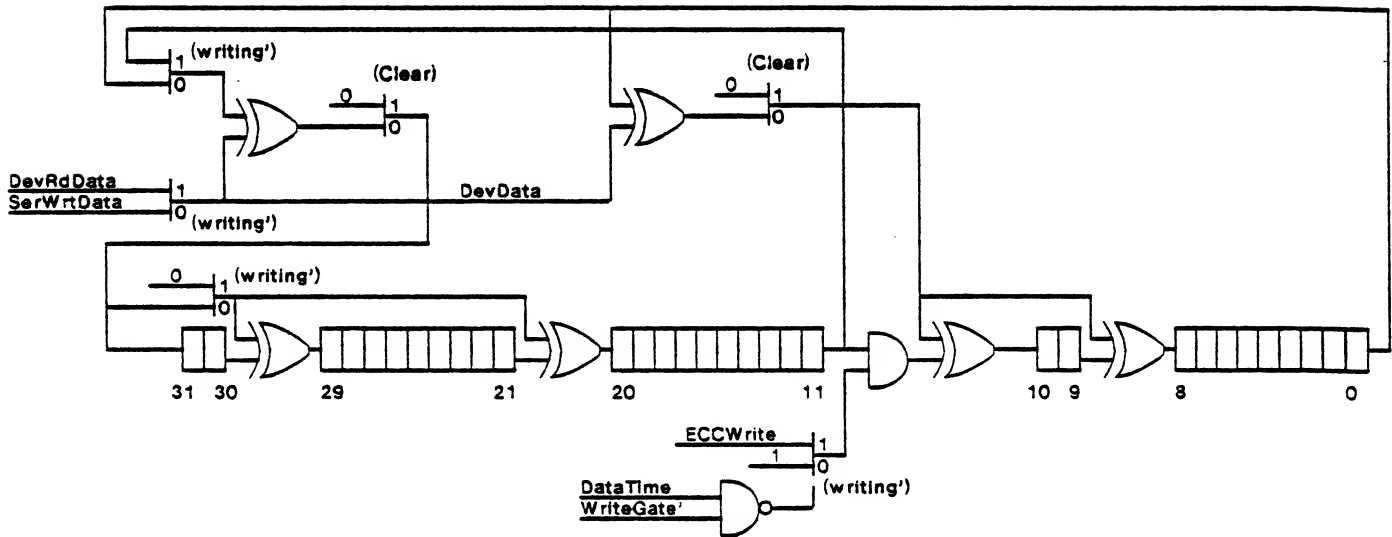 (writing')
1
0
(Clear)
0
1
0
(Clear)
0
1
0
DevRdData
1
SerWrtData
0
(writing')
DevData
0
1
(writing')
0
31 30 29 21 20 11 10 9 8 0
ECCWrite
1
1
0
(writing')
DataTime
WriteGate'